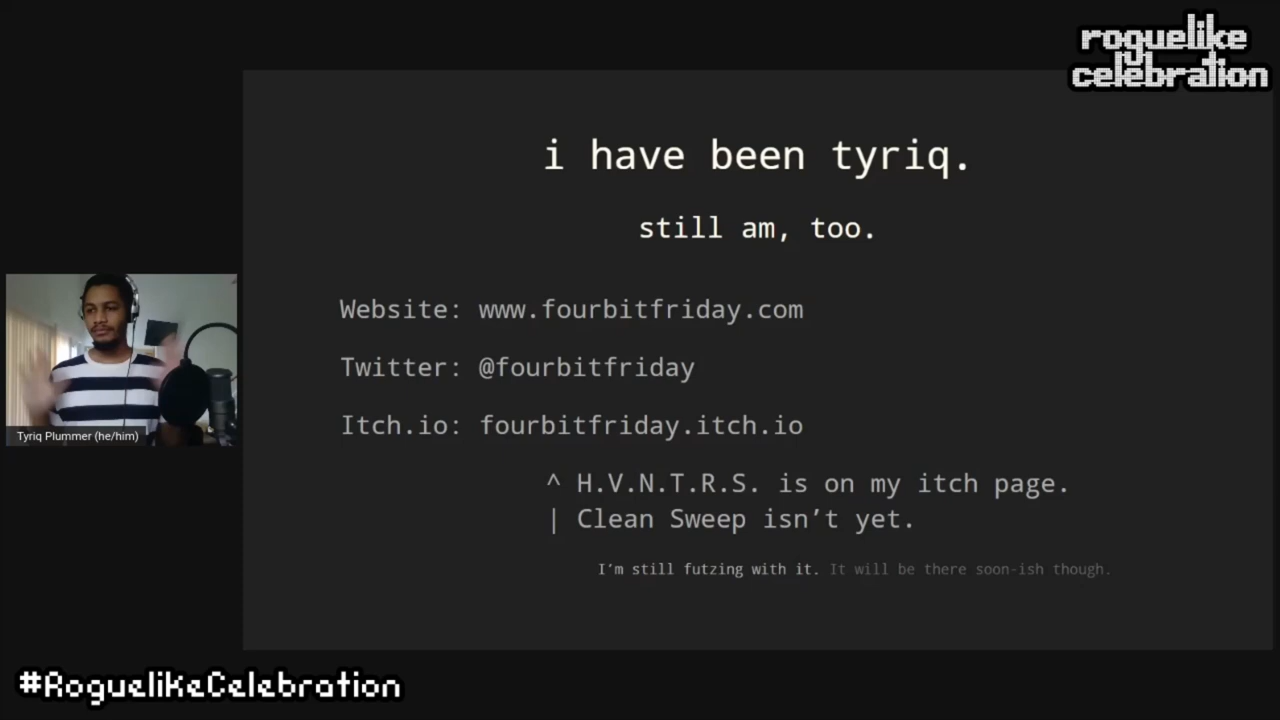 roguelike
celebration
i have been tyriq.
still am, too.
Website: www.fourbitfriday.com
Twitter: @fourbitfriday
Itch.io: fourbitfriday.itch.io
^ H.V.N.T.R.S. is on my itch page.
| Clean Sweep isn’t yet.
I’m still futzing with it. It will be there soon-ish though.
Tyriq Plummer (he/him)
#RoguelikeCelebration